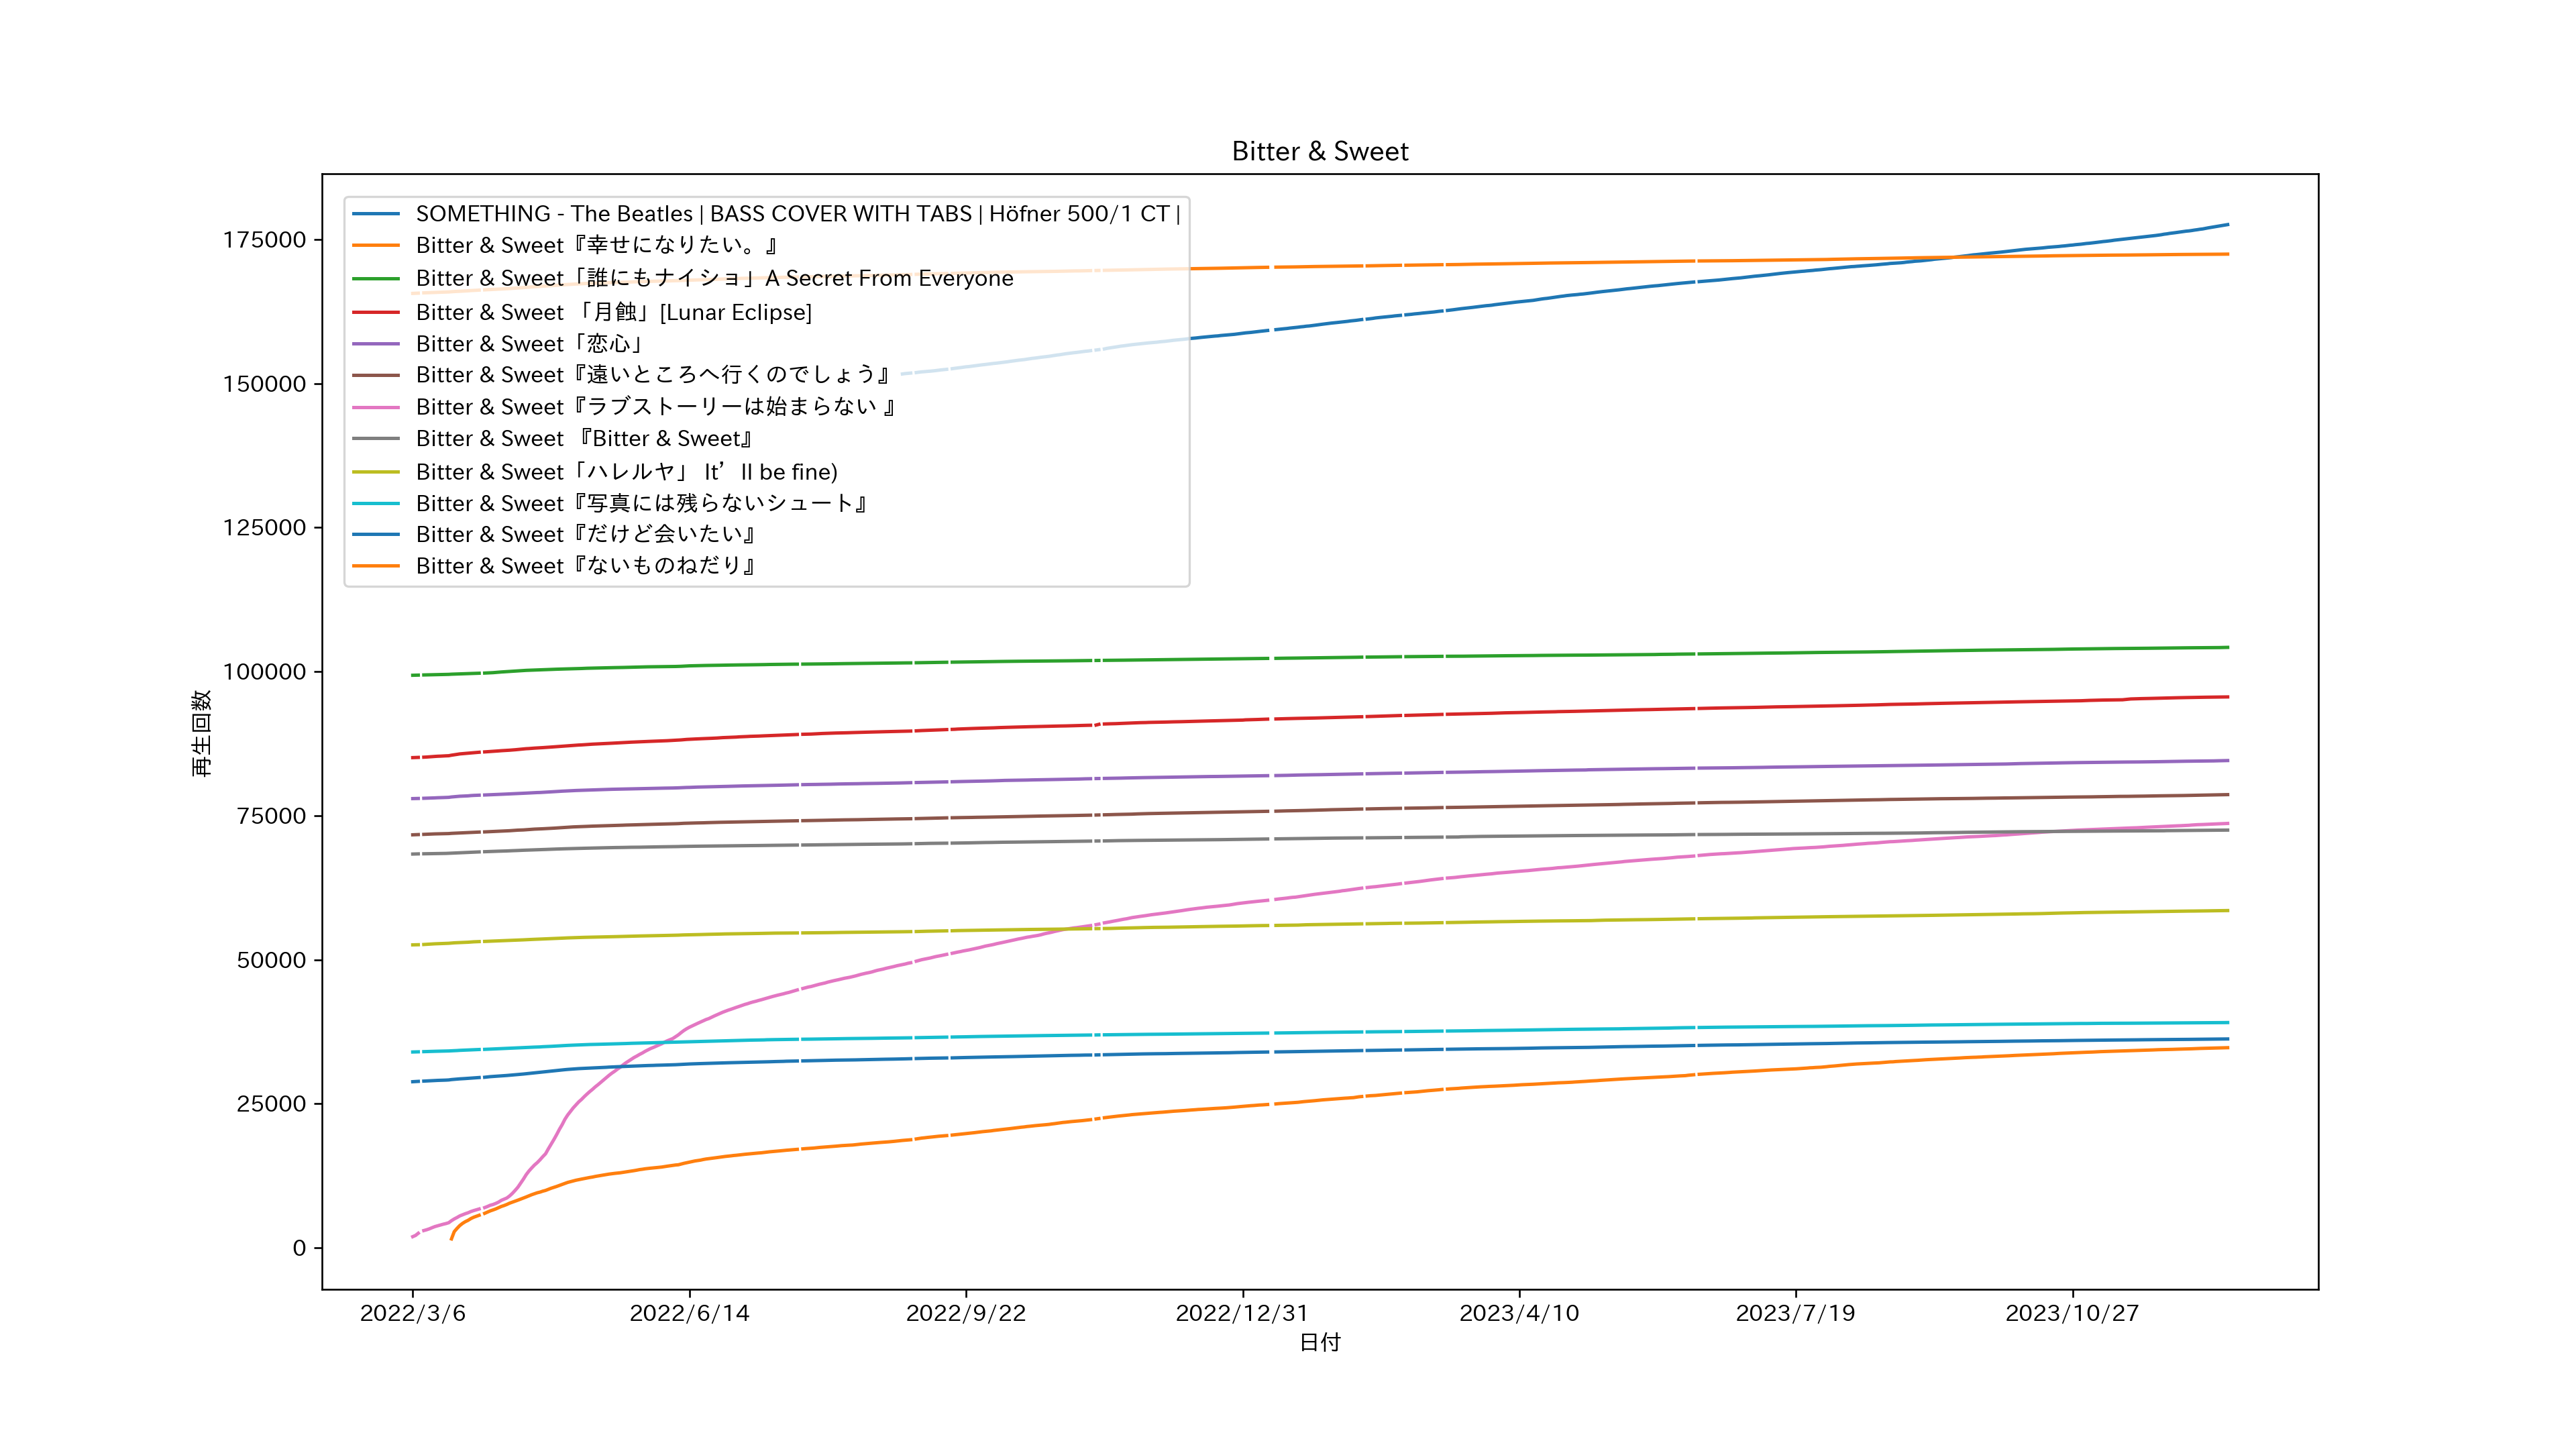 Bitter & Sweet
SOMETHING - The Beatles | BASS COVER WITH TABS | Höfner 500/1 CT |
Bitter & Sweet『幸せになりたい。』
Bitter & Sweet「誰にもナイショ」A Secret From Everyone
Bitter & Sweet 「月蝕」[Lunar Eclipse]
Bitter & Sweet「恋心」
Bitter & Sweet『遠いところへ行くのでしょう』
Bitter & Sweet『ラブストーリーは始まらない 』
Bitter & Sweet 『Bitter & Sweet』
Bitter & Sweet「ハレルヤ」 It’ll be fine)
Bitter & Sweet『写真には残らないシュート』
Bitter & Sweet『だけど会いたい』
Bitter & Sweet『ないものねだり』
175000
150000
125000
100000
75000
50000
25000
0
再生回数
2022/3/6 2022/6/14 2022/9/22 2022/12/31 2023/4/10 2023/7/19 2023/10/27
日付